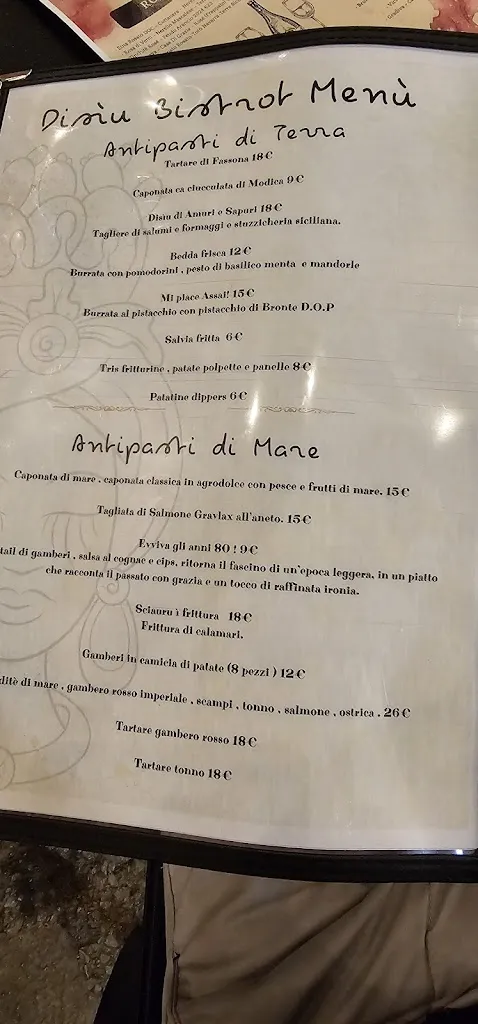 Disìu Bistrot Menù
Antipasti di Terra
Tartare di Fassona 18€
Caponata ca ciucculata di Modica 9€
Disìu di Amuri e Sapuri 18€
Tagliere di salumi e formaggi e stuzzicheria siciliana.
Bedda frisca 12€
Burrata con pomodorini , pesto di basilico menta e mandorle
Mi place Assai! 15€
Burrata al pistacchio con pistacchio di Bronte D.O.P
Salvia fritta 6€
Tris fritturine , patate polpette e panelle 8€
Patatine dippers 6€
Antipasti di Mare
Caponata di mare . caponata classica in agrodolce con pesce e frutti di mare. 15€
Tagliata di Salmone Gravlax all'aneto. 15€
Evviva gli anni 80 ! 9€
di gamberi , salsa al cognac e cips, ritorna il fascino di un'epoca leggera, in un piatto
che racconta il passato con grazia e un tocco di raffinata ironia.
Sciauru ì frittura 18€
Frittura di calamari.
Gamberi in camicia di patate (8 pezzi ) 12€
di mare , gambero rosso imperiale , scampi , tonno , salmone , ostrica . 26€
Tartare gambero rosso 18€
Tartare tonno 18€